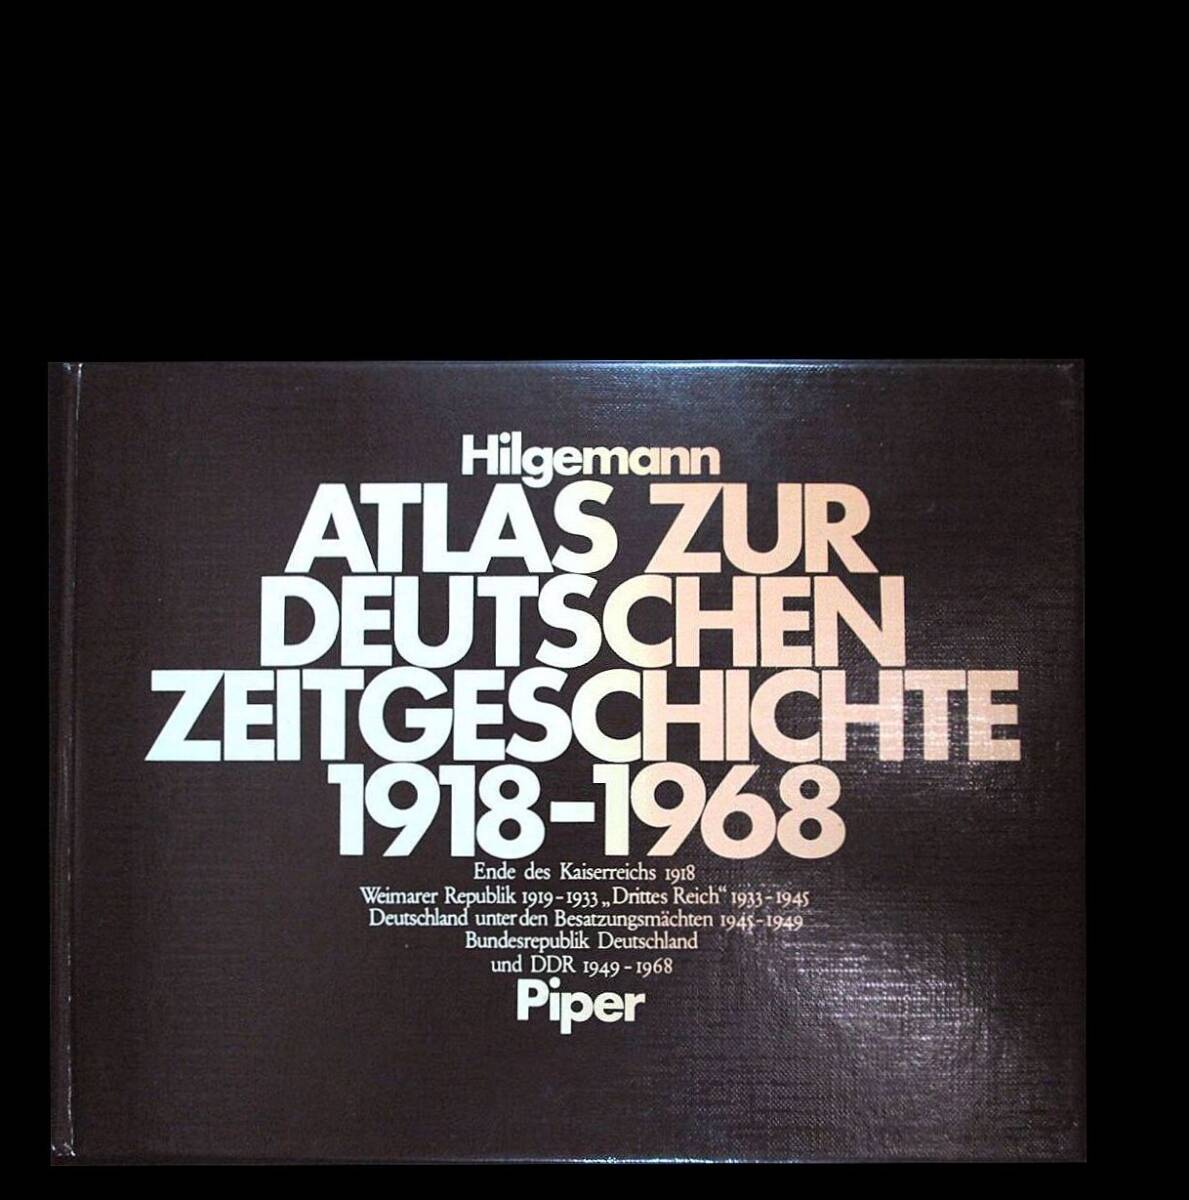 Hilgemann
ATLAS ZUR
DEUTSCHEN
ZEITGESCHICHTE
1918-1968
Ende des Kaiserreichs 1918
Weimarer Republik 1919-1933 „Drittes Reich“ 1933-1945
Deutschland unter den Besatzungsmächten 1945-1949
Bundesrepublik Deutschland
und DDR 1949-1968
Piper